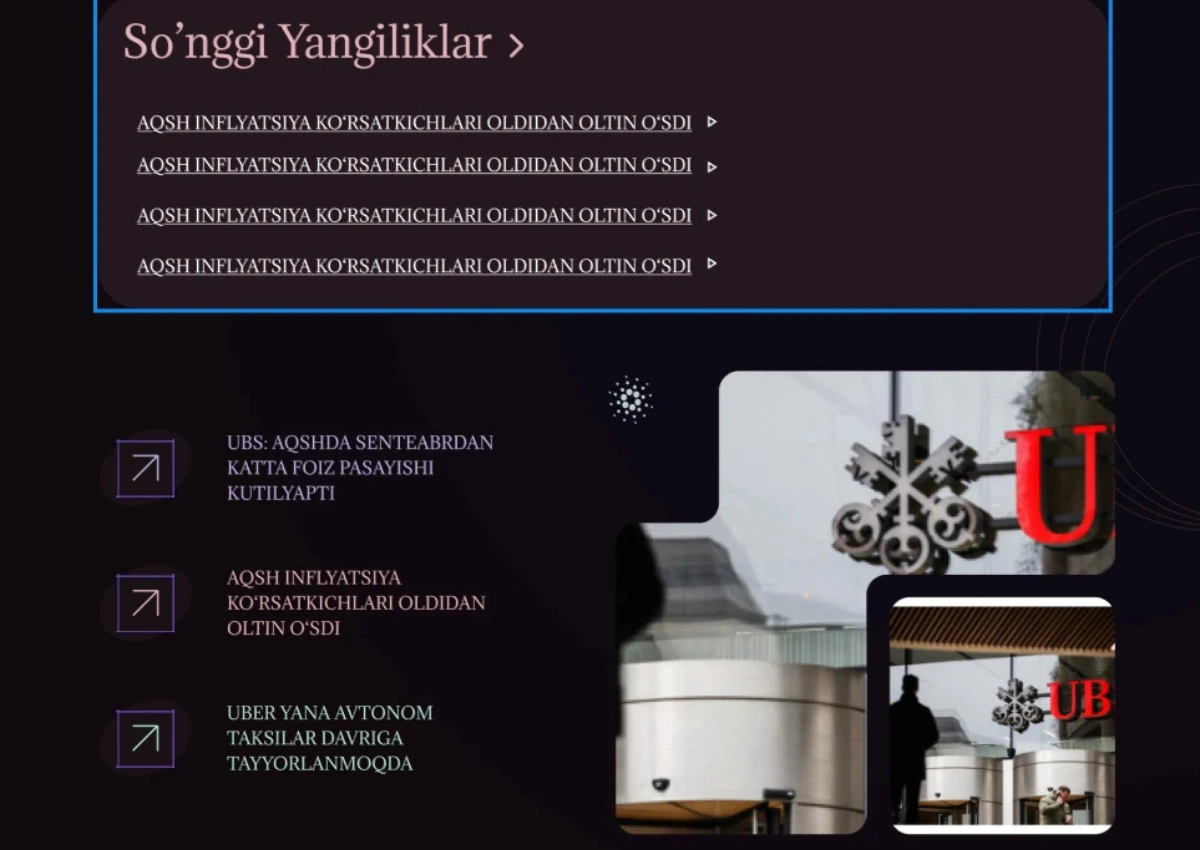 So’nggi Yangiliklar
AQSH INFLYATSIYA KO‘RSATKICHLARI OLDIDAN OLTIN O‘SDI
AQSH INFLYATSIYA KO‘RSATKICHLARI OLDIDAN OLTIN O‘SDI
AQSH INFLYATSIYA KO‘RSATKICHLARI OLDIDAN OLTIN O‘SDI
AQSH INFLYATSIYA KO‘RSATKICHLARI OLDIDAN OLTIN O‘SDI
UBS: AQSHDA SENTEABRDAN
KATTA FOIZ PASAYISHI
KUTILYAPTI
AQSH INFLYATSIYA
KO‘RSATKICHLARI OLDIDAN
OLTIN O‘SDI
UBER YANA AVTONOM
TAKSILAR DAVRIGA
TAYYORLANMOQDA
U
UB